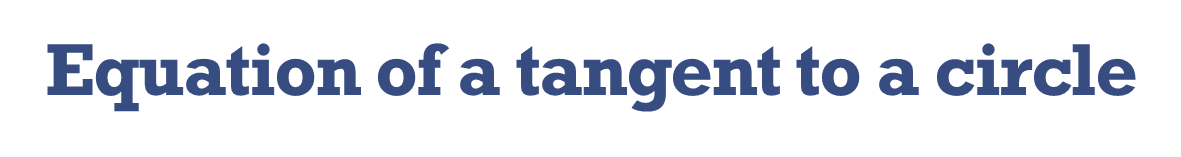 Equation of a tangent to a circle